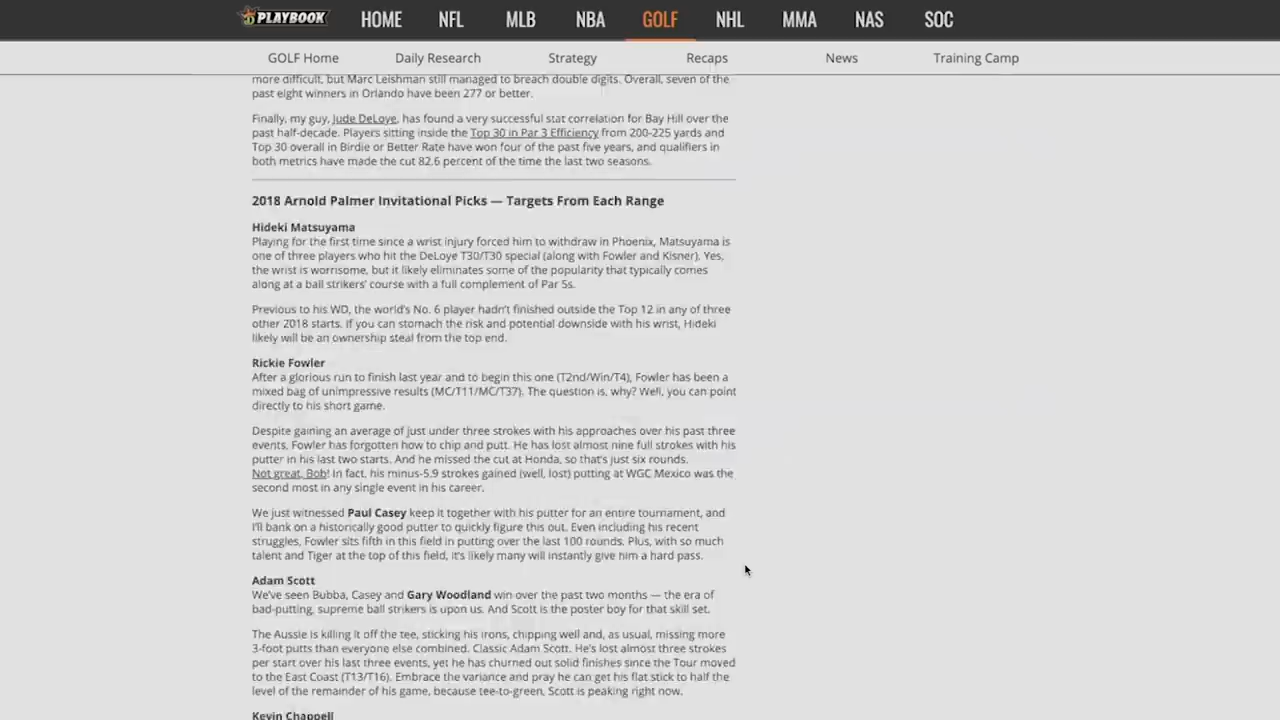 PLAYBOOK HOME NFL MLB NBA GOLF NHL MMA NAS SOC
GOLF Home Daily Research Strategy Recaps News Training Camp
more difficult, but Marc Leishman still managed to breach double digits. Overall, seven of the
past eight winners in Orlando have been 277 or better.
Finally, my guy, Jude DeLoye, has found a very successful stat correlation for Bay Hill over the
past half-decade. Players sitting inside the Top 30 in Par 3 Efficiency from 200-225 yards and
Top 30 overall in Birdie or Better Rate have won four of the past five years, and qualifiers in
both metrics have made the cut 82.6 percent of the time the last two seasons.
2018 Arnold Palmer Invitational Picks — Targets From Each Range
Hideki Matsuyama
Playing for the first time since a wrist injury forced him to withdraw in Phoenix, Matsuyama is
one of three players who hit the DeLoye T30/T30 special (along with Fowler and Kisner). Yes,
the wrist is worrisome, but it likely eliminates some of the popularity that typically comes
along at a ball strikers' course with a full complement of Par 5s.
Previous to his WD, the world's No. 6 player hadn't finished outside the Top 12 in any of three
other 2018 starts. If you can stomach the risk and potential downside with his wrist, Hideki
likely will be an ownership steal from the top end.
Rickie Fowler
After a glorious run to finish last year and to begin this one (T2nd/Win/T4), Fowler has been a
mixed bag of unimpressive results (MC/T11/MC/T37). The question is, why? Well, you can point
directly to his short game.
Despite gaining an average of just under three strokes with his approaches over his past three
events, Fowler has forgotten how to chip and putt. He has lost almost nine full strokes with his
putter in his last two starts. And he missed the cut at Honda, so that's just six rounds.
Not great, Bob! In fact, his minus-5.9 strokes gained (well, lost) putting at WGC Mexico was the
second most in any single event in his career.
We just witnessed Paul Casey keep it together with his putter for an entire tournament, and
I'll bank on a historically good putter to quickly figure this out. Even including his recent
struggles, Fowler sits fifth in this field in putting over the last 100 rounds. Plus, with so much
talent and Tiger at the top of this field, it's likely many will instantly give him a hard pass.
Adam Scott
We've seen Bubba, Casey and Gary Woodland win over the past two months — the era of
bad-putting, supreme ball strikers is upon us. And Scott is the poster boy for that skill set.
The Aussie is killing it off the tee, sticking his irons, chipping well and, as usual, missing more
3-foot putts than everyone else combined. Classic Adam Scott. He's lost almost three strokes
per start over his last three events, yet he has churned out solid finishes since the Tour moved
to the East Coast (T13/T16). Embrace the variance and pray he can get his flat stick to half the
level of the remainder of his game, because tee-to-green, Scott is peaking right now.
Kevin Chappell